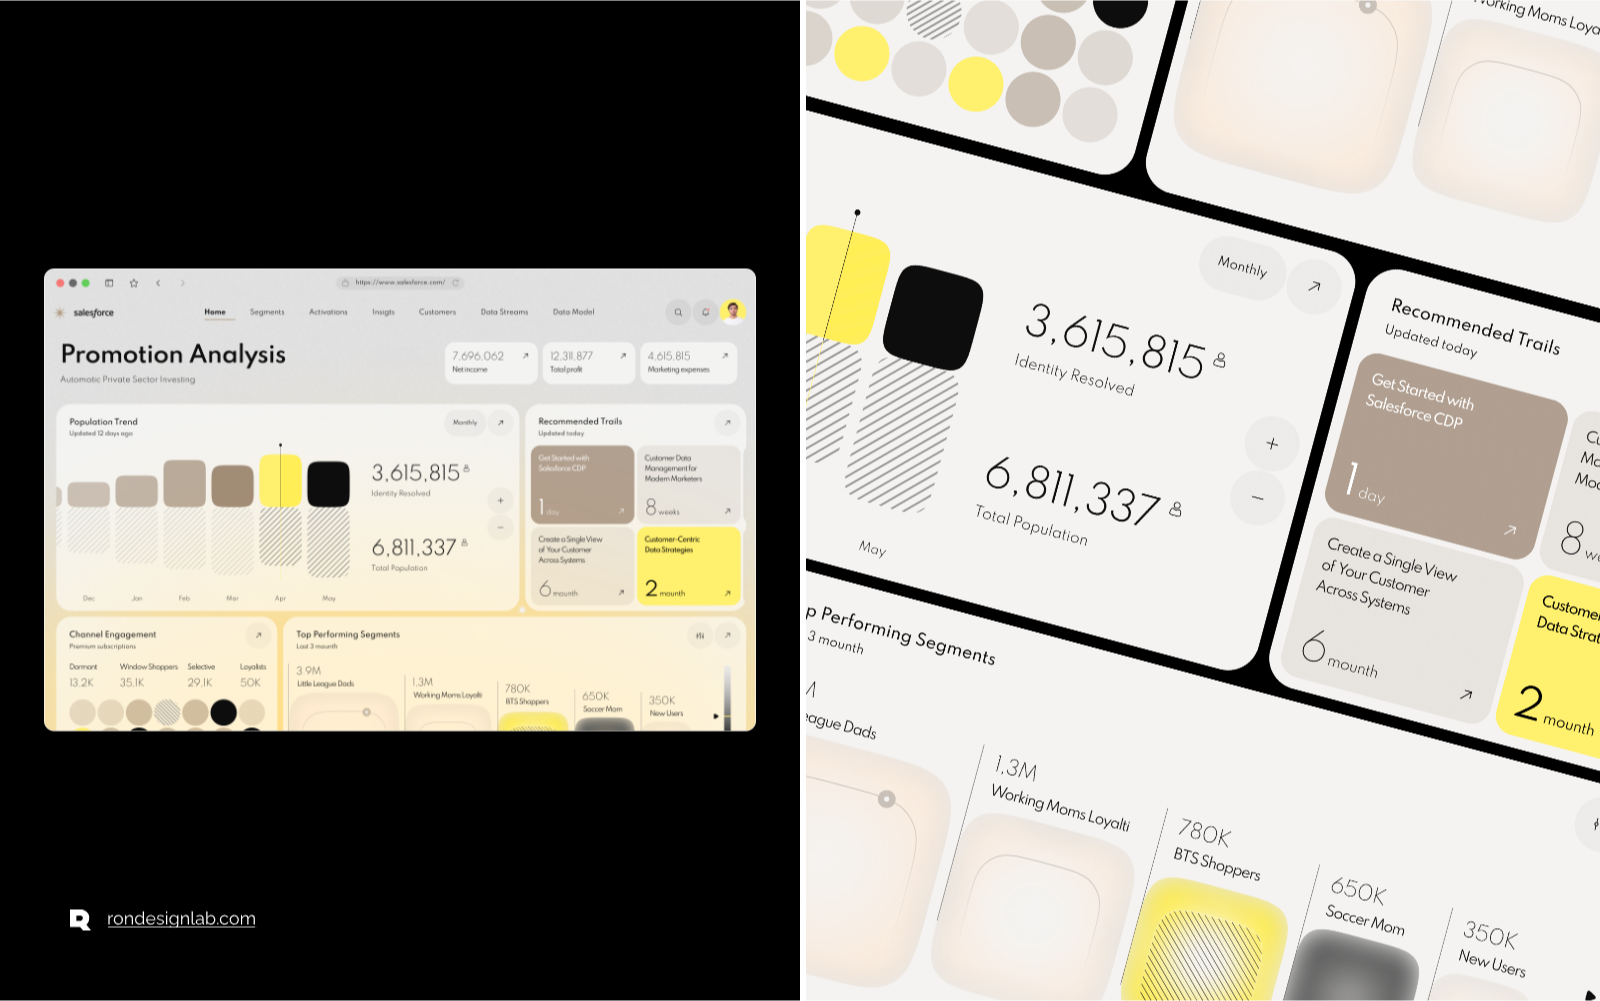 https://www.salesforce.com/
salesforce
Home Segments Activations Insigts Customers Data Streams Data Model
Promotion Analysis
Automatic Private Sector Investing
7.696.062
Net income
12.311.877
Total profit
4.615.815
Marketing expenses
Population Trend
Updated 12 days ago
Monthly
3,615,815
Identity Resolved
6,811,337
Total Population
Dec Jan Feb Mar Apr May
Recommended Trails
Updated today
Get Started with
Salesforce CDP
1 day
Customer Data
Management for
Modern Marketers
8 weeks
Create a Single View
of Your Customer
Across Systems
6 mounth
Customer-Centric
Data Strategies
2 mounth
Channel Engagement
Premium subscriptions
Dormant Window Shoppers Selective Loyalists
13.2K 35.1K 29.1K 50K
Top Performing Segments
Last 3 mounth
3.9M
Little League Dads
1.3M
Working Moms Loyalti
780K
BTS Shoppers
650K
Soccer Mom
350K
New Users
R rondesignlab.com
Working Moms Loya
Monthly
3,615,815
Identity Resolved
6,811,337
Total Population
May
Recommended Trails
Updated today
Get Started with
Salesforce CDP
1 day
Cu
Mo
Moc
8 we
Create a Single View
of Your Customer
Across Systems
6 mounth
Custome
Data Strat
2 mounth
p Performing Segments
3 mounth
M
eague Dads
1.3M
Working Moms Loyalti
780K
BTS Shoppers
650K
Soccer Mom
350K
New Users